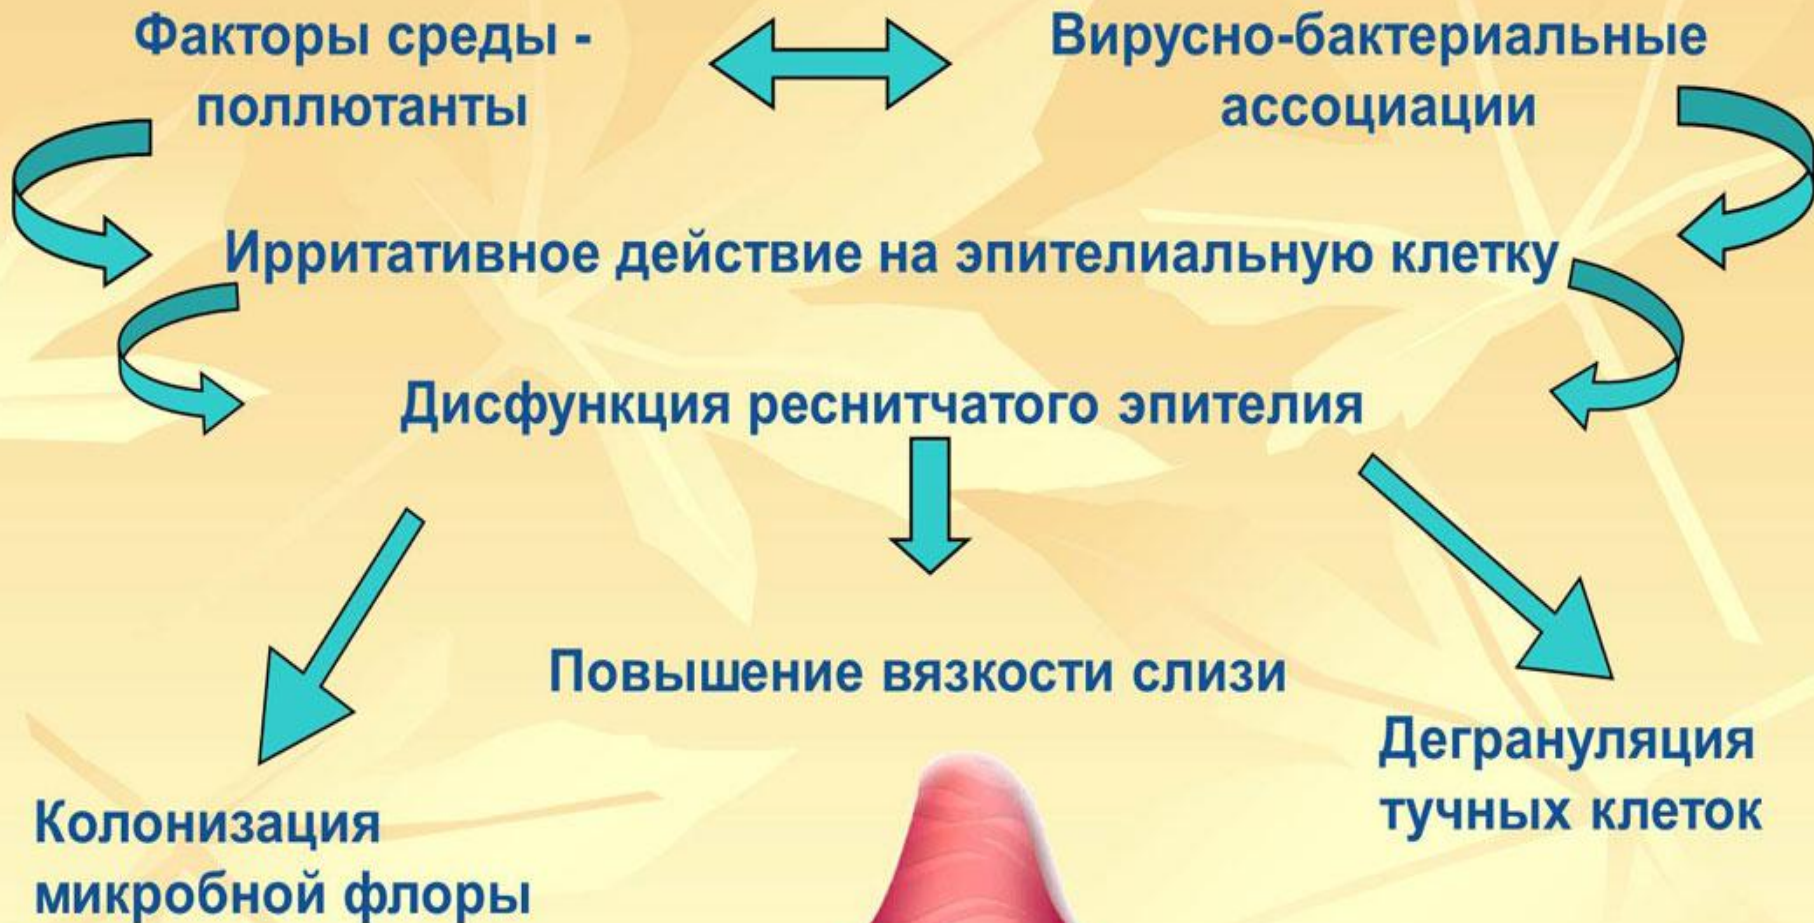 Факторы среды -
поллютанты
Вирусно-бактериальные
ассоциации
Ирритативное действие на эпителиальную клетку
Дисфункция реснитчатого эпителия
Повышение вязкости слизи
Дегрануляция
тучных клеток
Колонизация
микробной флоры